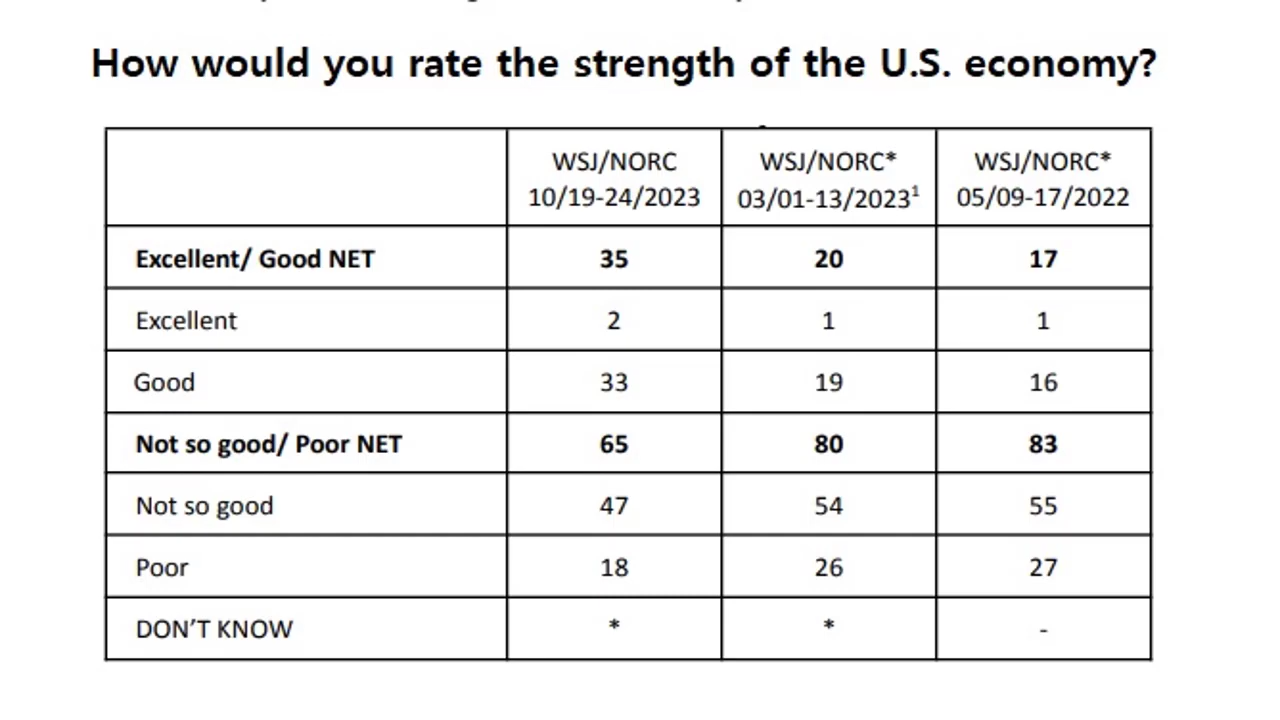 How would you rate the strength of the U.S. economy?
WSJ/NORC 10/19-24/2023 WSJ/NORC* 03/01-13/2023¹ WSJ/NORC* 05/09-17/2022
Excellent/ Good NET 35 20 17
Excellent 2 1 1
Good 33 19 16
Not so good/ Poor NET 65 80 83
Not so good 47 54 55
Poor 18 26 27
DON’T KNOW * * -